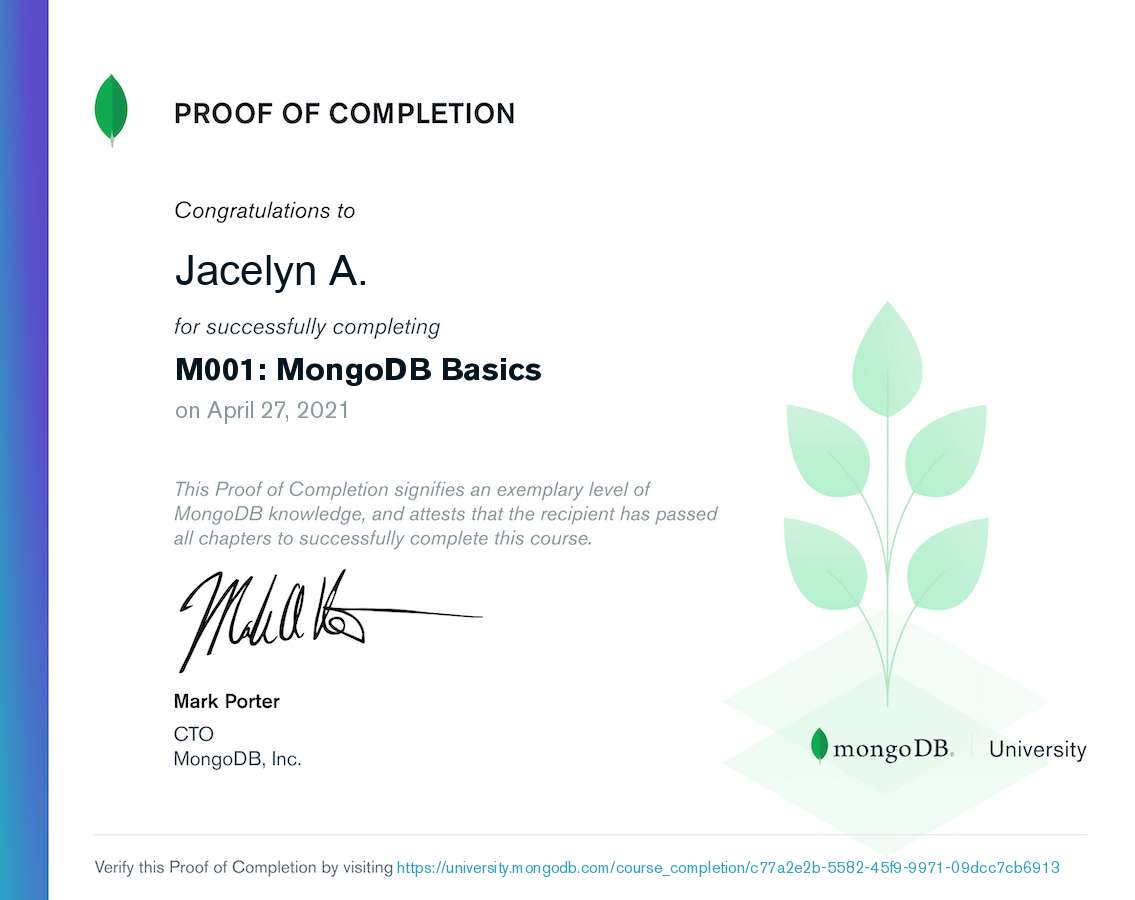 PROOF OF COMPLETION
Congratulations to
Jacelyn A.
for successfully completing
M001: MongoDB Basics
on April 27, 2021
This Proof of Completion signifies an exemplary level of
MongoDB knowledge, and attests that the recipient has passed
all chapters to successfully complete this course.
Mark Porter
CTO
MongoDB, Inc.
mongoDB® University
Verify this Proof of Completion by visiting https://university.mongodb.com/course_completion/c77a2e2b-5582-45f9-9971-09dcc7cb6913